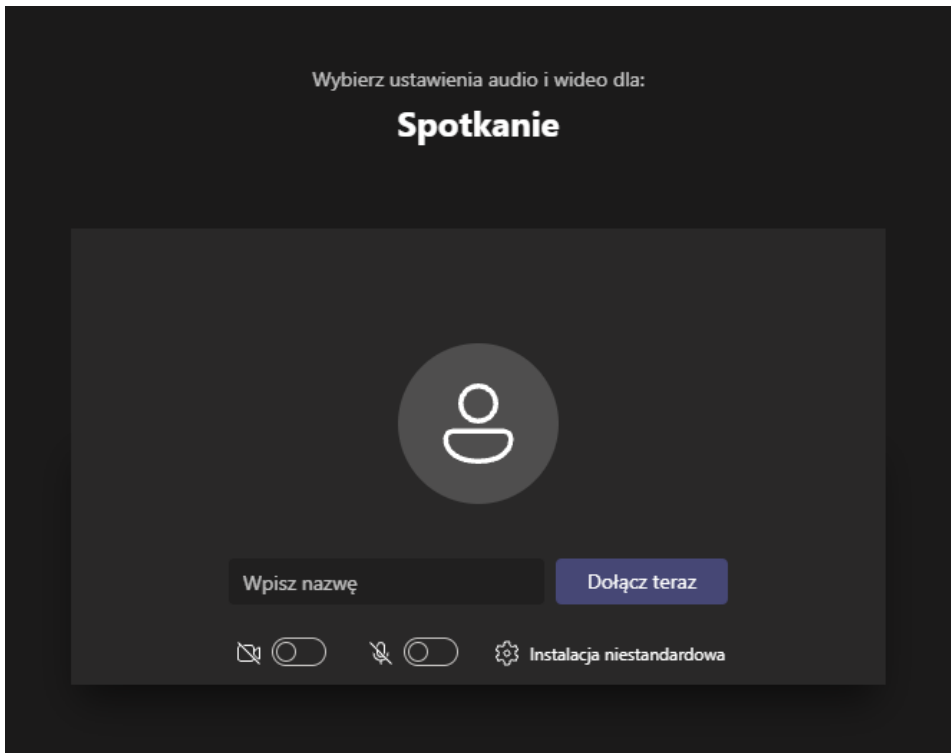 Wybierz ustawienia audio i wideo dla:
Spotkanie
Wpisz nazwę
Dołącz teraz
Instalacja niestandardowa